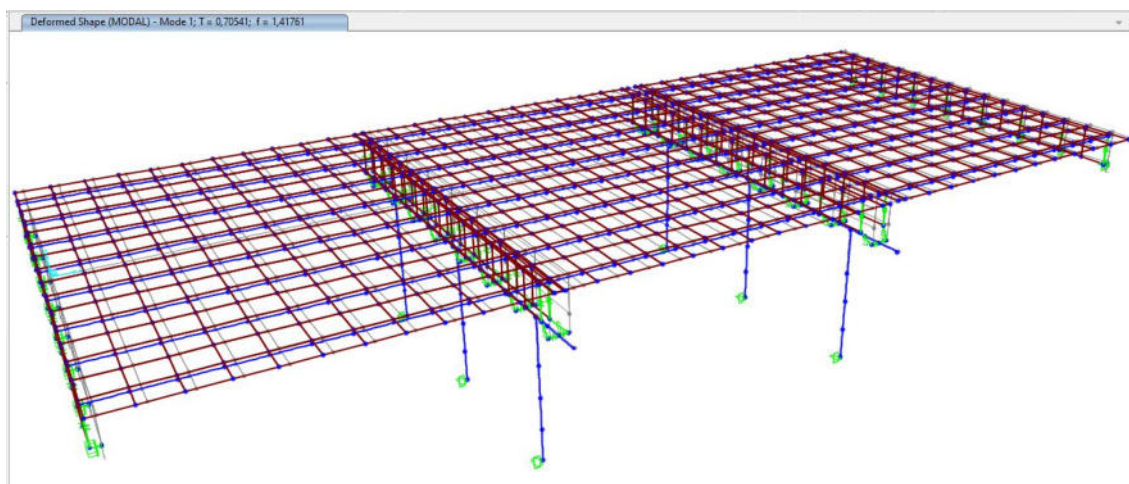 Deformed Shape (MODAL) - Mode 1; T = 0,70541; f = 1,41761